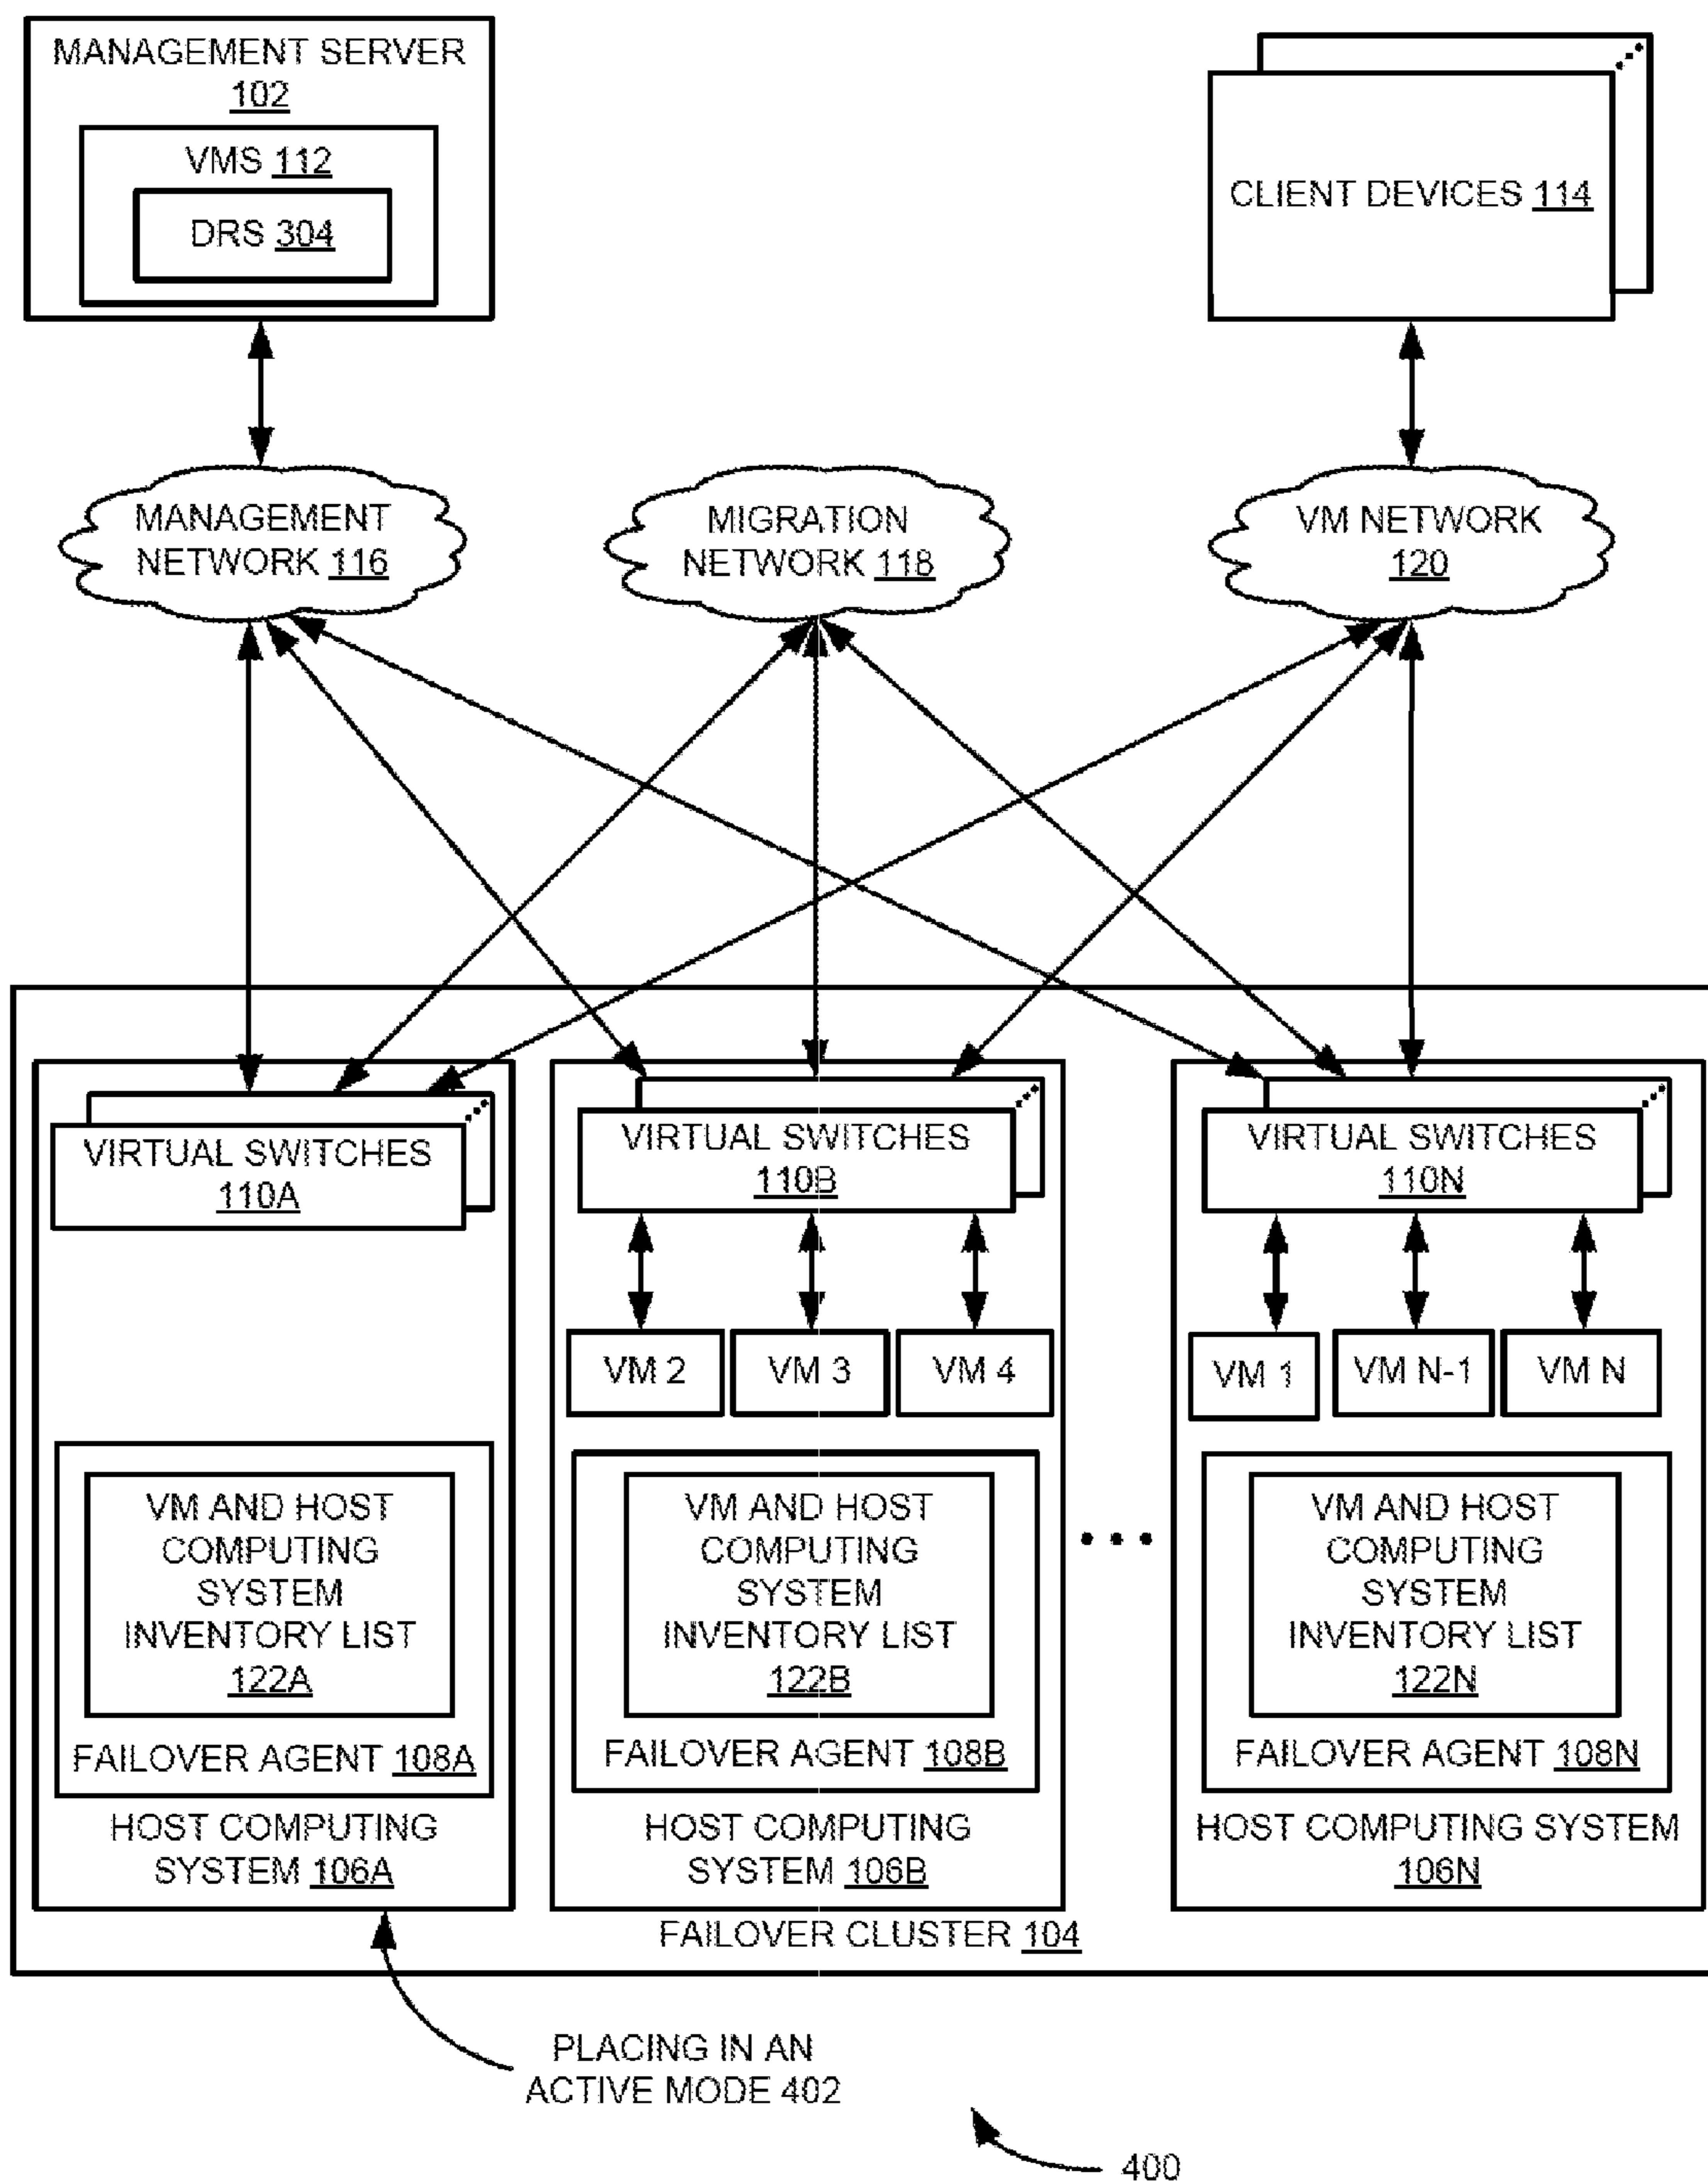 MANAGEMENT SERVER
102
VMS 112
DRS 304
CLIENT DEVICES 114
MANAGEMENT
NETWORK 116
MIGRATION
NETWORK 118
VM NETWORK
120
VIRTUAL SWITCHES
110A
VIRTUAL SWITCHES
110B
VIRTUAL SWITCHES
110N
VM 2
VM 3
VM 4
VM 1
VM N-1
VM N
VM AND HOST
COMPUTING
SYSTEM
INVENTORY LIST
122A
FAILOVER AGENT 108A
HOST COMPUTING
SYSTEM 106A
VM AND HOST
COMPUTING
SYSTEM
INVENTORY LIST
122B
FAILOVER AGENT 108B
HOST COMPUTING
SYSTEM 106B
VM AND HOST
COMPUTING
SYSTEM
INVENTORY LIST
122N
FAILOVER AGENT 108N
HOST COMPUTING SYSTEM
106N
FAILOVER CLUSTER 104
PLACING IN AN
ACTIVE MODE 402
400